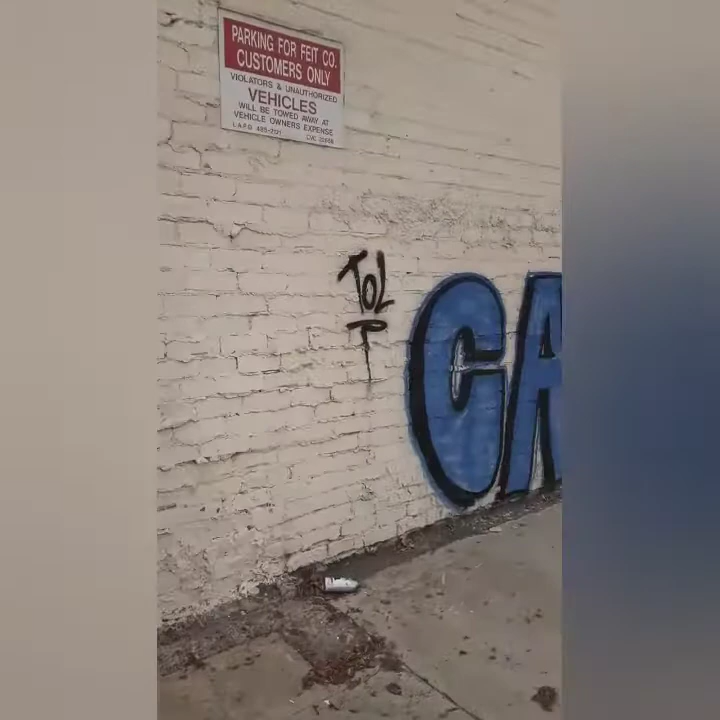 PARKING FOR FEIT CO.
CUSTOMERS ONLY
VIOLATORS & UNAUTHORIZED
VEHICLES
WILL BE TOWED AWAY AT
VEHICLE OWNERS EXPENSE
L.A.P.D.
TOL
T
CA